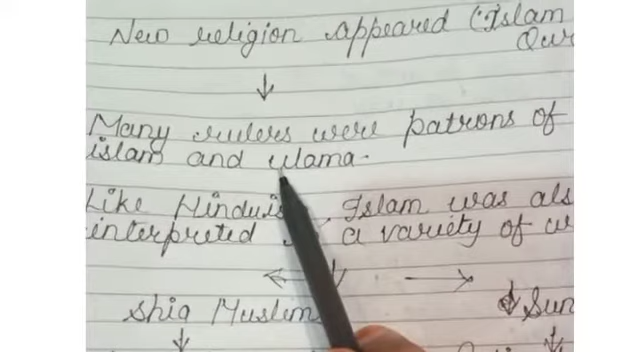 New religion appeared (Islam
Qur
↓
Many rulers were patrons of
islam and ulama.
Like Hinduis , Islam was als
interpreted a variety of w
← ↓ →
Shia Muslim
Sun
↓ ↓